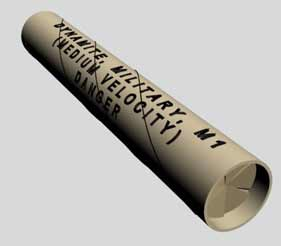 DYNAMITE, MILITARY, M1
(MEDIUM VELOCITY)
DANGER